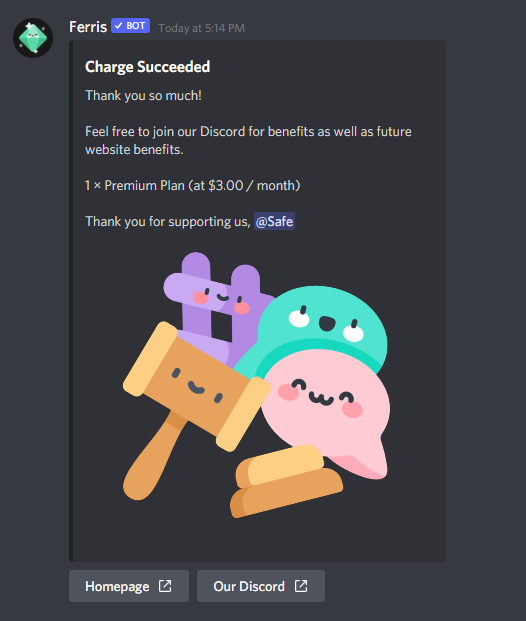 Ferris ✓ BOT Today at 5:14 PM
Charge Succeeded
Thank you so much!
Feel free to join our Discord for benefits as well as future
website benefits.
1 × Premium Plan (at $3.00 / month)
Thank you for supporting us, @Safe
Homepage
Our Discord